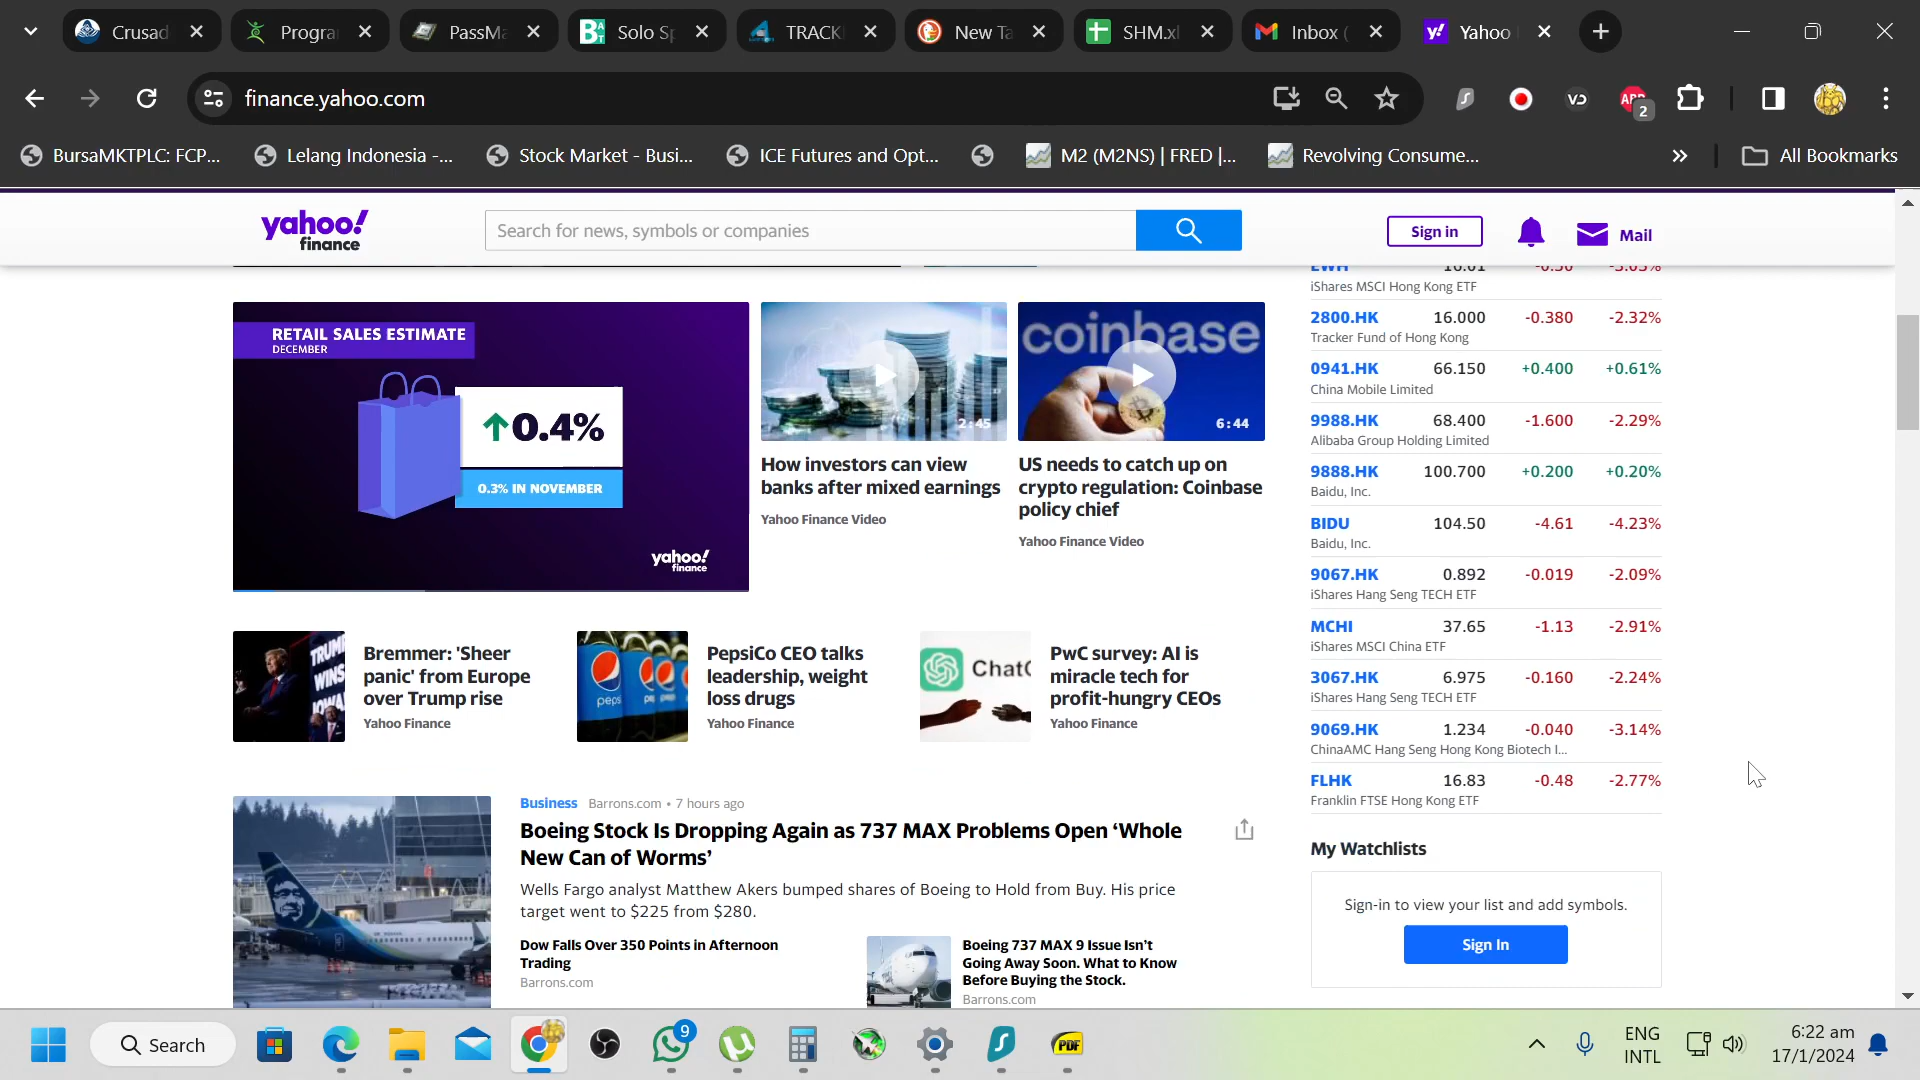 Crusad
Progra
PassMa
Solo Sp
TRACKI
New Ta
SHM.xl
Inbox (
Yahoo
finance.yahoo.com
ABP
2
BursaMKTPLC: FCP...
Lelang Indonesia -...
Stock Market - Busi...
ICE Futures and Opt...
M2 (M2NS) | FRED |...
Revolving Consume...
All Bookmarks
yahoo!
finance
Search for news, symbols or companies
Sign in
Mail
EWH 16.01 -0.50 -3.03%
iShares MSCI Hong Kong ETF
2800.HK 16.000 -0.380 -2.32%
Tracker Fund of Hong Kong
0941.HK 66.150 +0.400 +0.61%
China Mobile Limited
9988.HK 68.400 -1.600 -2.29%
Alibaba Group Holding Limited
9888.HK 100.700 +0.200 +0.20%
Baidu, Inc.
BIDU 104.50 -4.61 -4.23%
Baidu, Inc.
9067.HK 0.892 -0.019 -2.09%
iShares Hang Seng TECH ETF
MCHI 37.65 -1.13 -2.91%
iShares MSCI China ETF
3067.HK 6.975 -0.160 -2.24%
iShares Hang Seng TECH ETF
9069.HK 1.234 -0.040 -3.14%
ChinaAMC Hang Seng Hong Kong Biotech I...
FLHK 16.83 -0.48 -2.77%
Franklin FTSE Hong Kong ETF
My Watchlists
Sign-in to view your list and add symbols.
Sign In
RETAIL SALES ESTIMATE
DECEMBER
↑0.4%
0.3% IN NOVEMBER
yahoo!
finance
2:45
How investors can view
banks after mixed earnings
Yahoo Finance Video
coinbase
6:44
US needs to catch up on
crypto regulation: Coinbase
policy chief
Yahoo Finance Video
TRUMP
WINS
IOWA
Bremmer: 'Sheer
panic' from Europe
over Trump rise
Yahoo Finance
peps
PepsiCo CEO talks
leadership, weight
loss drugs
Yahoo Finance
ChatG
PwC survey: AI is
miracle tech for
profit-hungry CEOs
Yahoo Finance
Business Barrons.com • 7 hours ago
Boeing Stock Is Dropping Again as 737 MAX Problems Open ‘Whole
New Can of Worms’
Wells Fargo analyst Matthew Akers bumped shares of Boeing to Hold from Buy. His price
target went to $225 from $280.
Dow Falls Over 350 Points in Afternoon
Trading
Barrons.com
Boeing 737 MAX 9 Issue Isn’t
Going Away Soon. What to Know
Before Buying the Stock.
Barrons.com
Search
9
PDF
ENG
INTL
6:22 am
17/1/2024